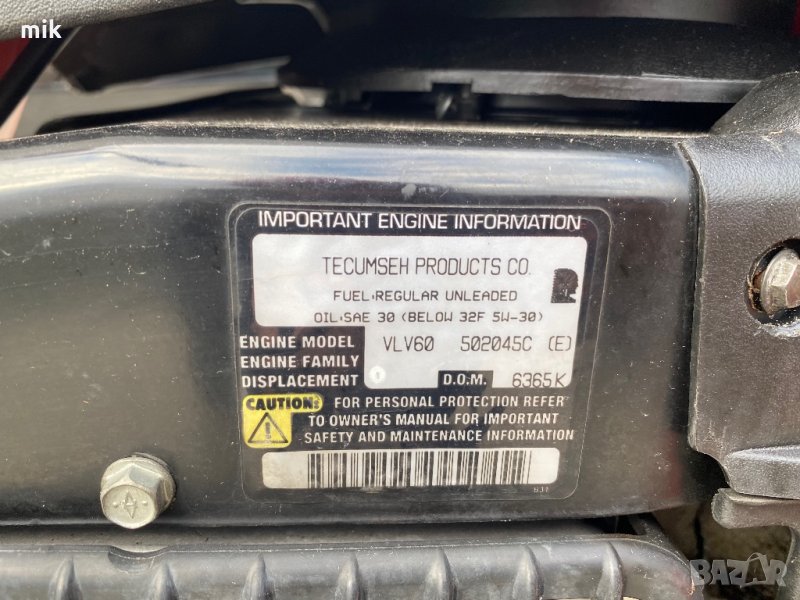 mik
IMPORTANT ENGINE INFORMATION
TECUMSEH PRODUCTS CO.
FUEL:REGULAR UNLEADED
OIL:SAE 30 (BELOW 32F 5W-30)
ENGINE MODEL VLV60 502045C (E)
ENGINE FAMILY
DISPLACEMENT D.O.M. 6365K
CAUTION: FOR PERSONAL PROTECTION REFER
TO OWNER'S MANUAL FOR IMPORTANT
SAFETY AND MAINTENANCE INFORMATION
BAZAR.bg